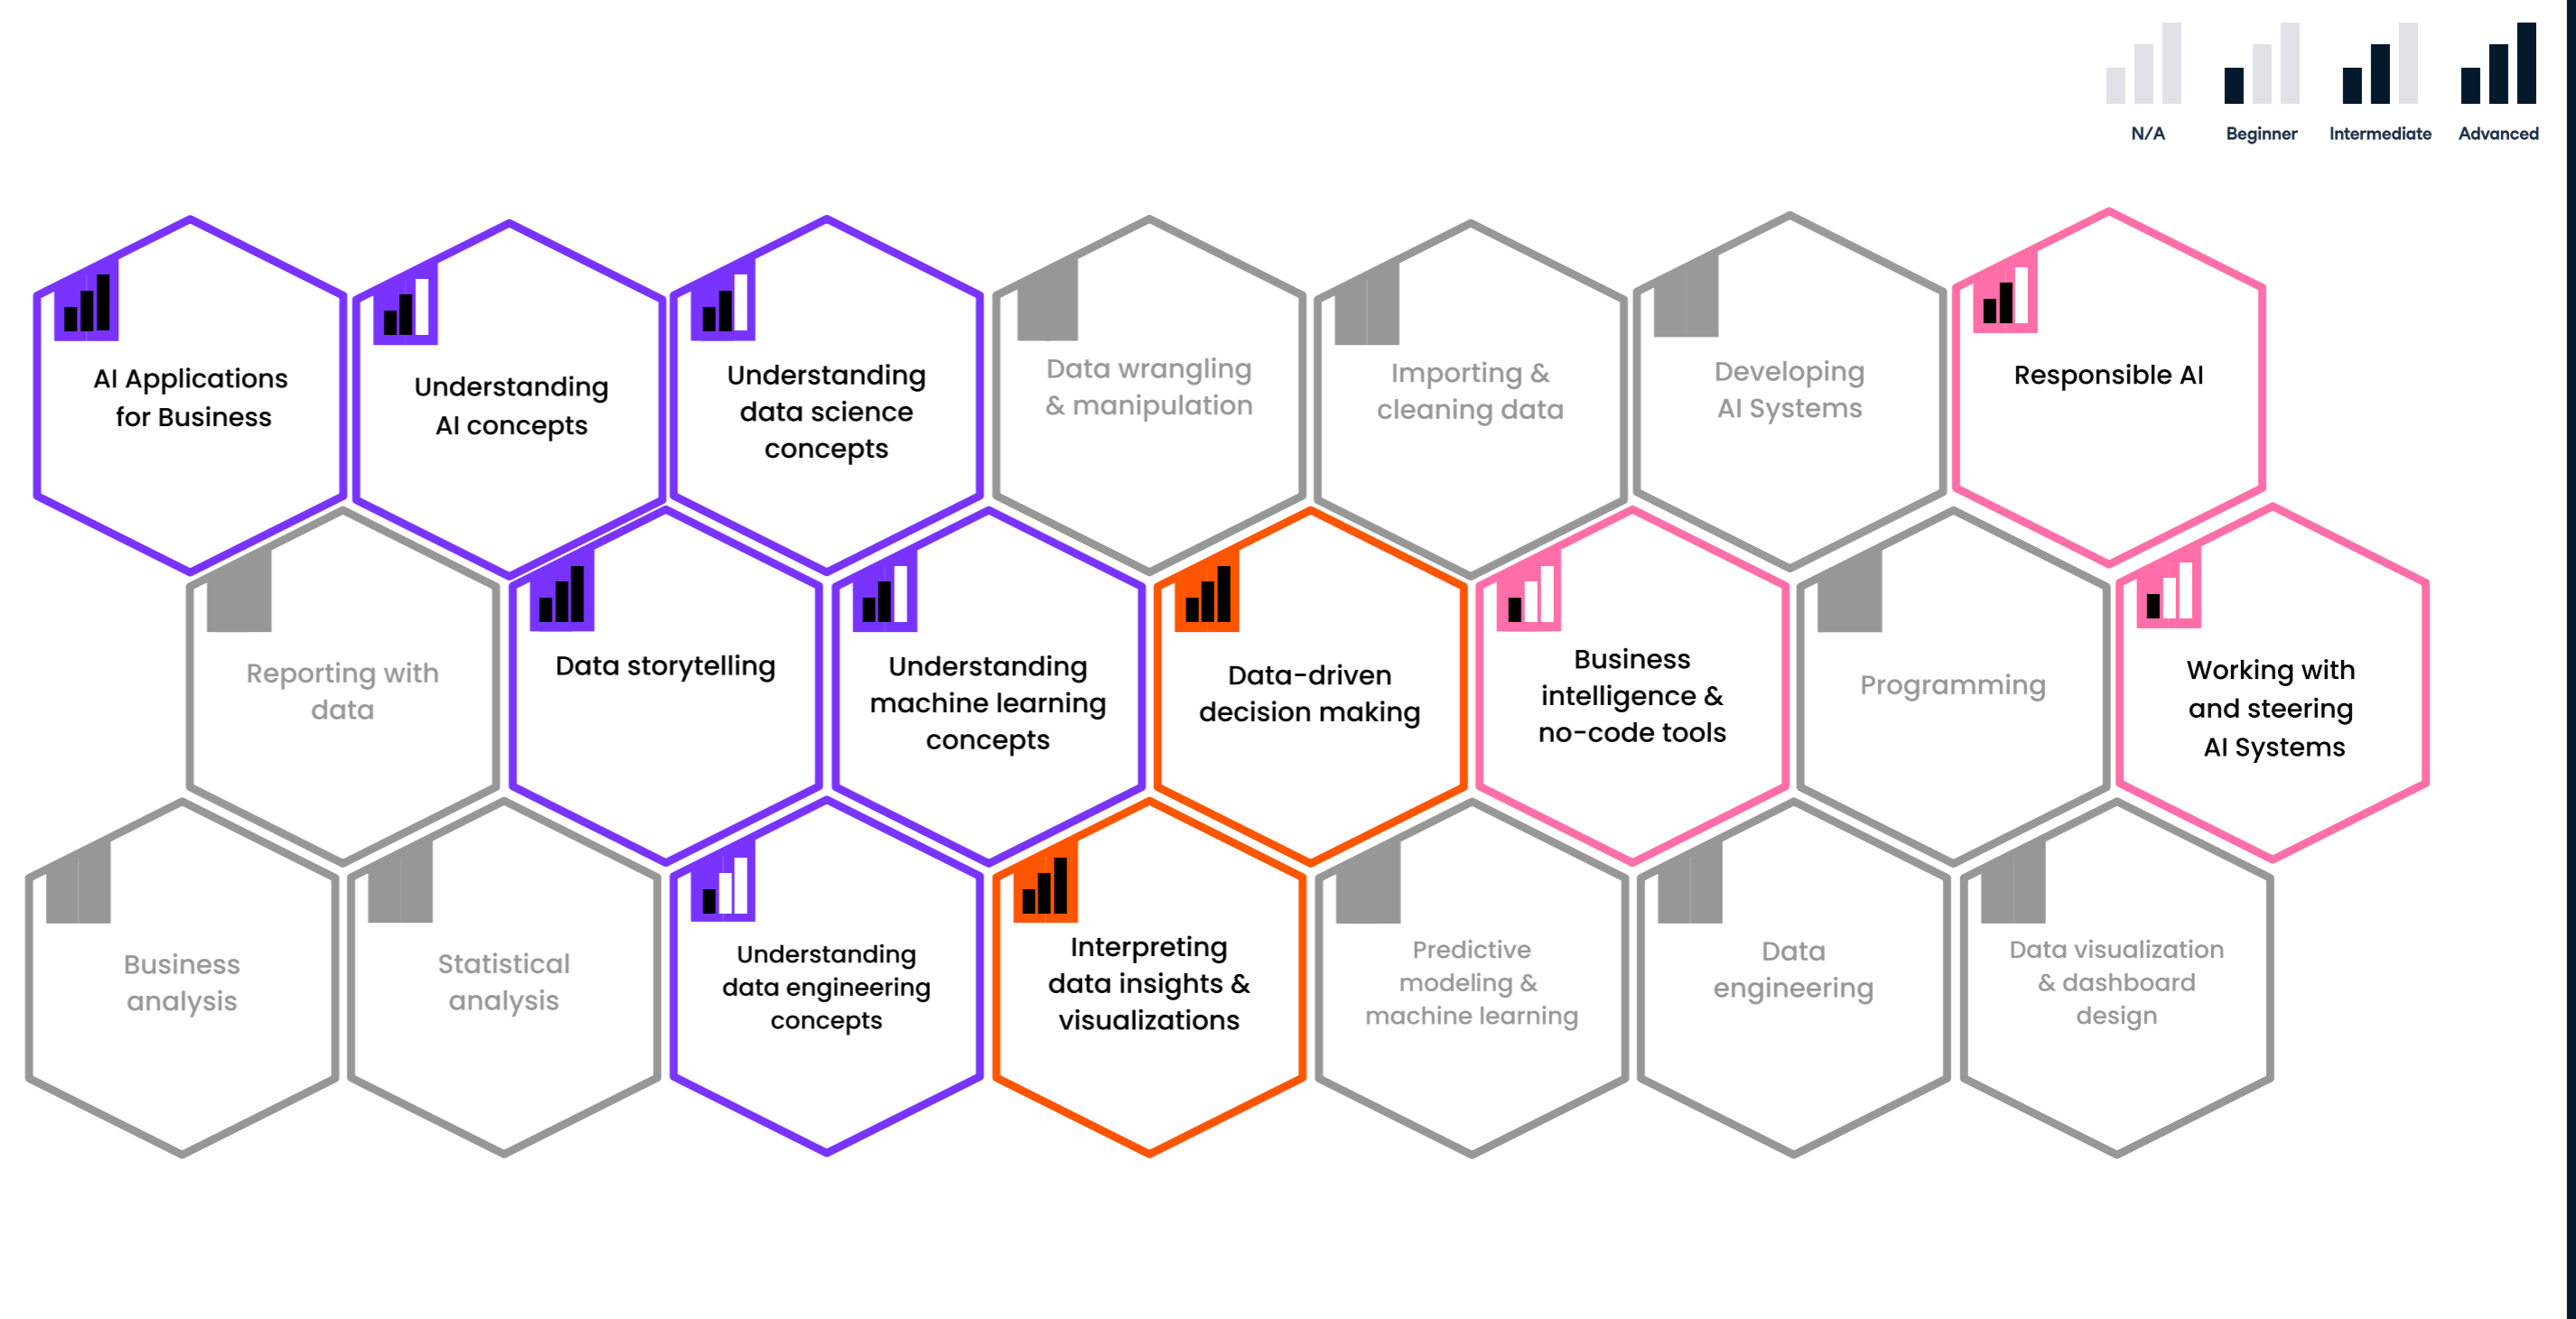 N/A
Beginner
Intermediate
Advanced
AI Applications
for Business
Understanding
AI concepts
Understanding
data science
concepts
Data wrangling
& manipulation
Importing &
cleaning data
Developing
AI Systems
Responsible AI
Reporting with
data
Data storytelling
Understanding
machine learning
concepts
Data-driven
decision making
Business
intelligence &
no-code tools
Programming
Working with
and steering
AI Systems
Business
analysis
Statistical
analysis
Understanding
data engineering
concepts
Interpreting
data insights &
visualizations
Predictive
modeling &
machine learning
Data
engineering
Data visualization
& dashboard
design